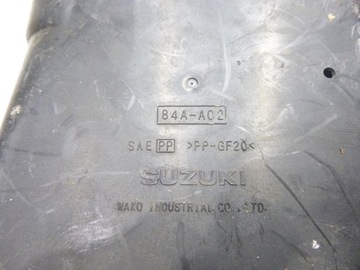 84A-A02
SAE PP >PP-GF20<
SUZUKI
WAKO INDUSTRIAL CO.,LTD.